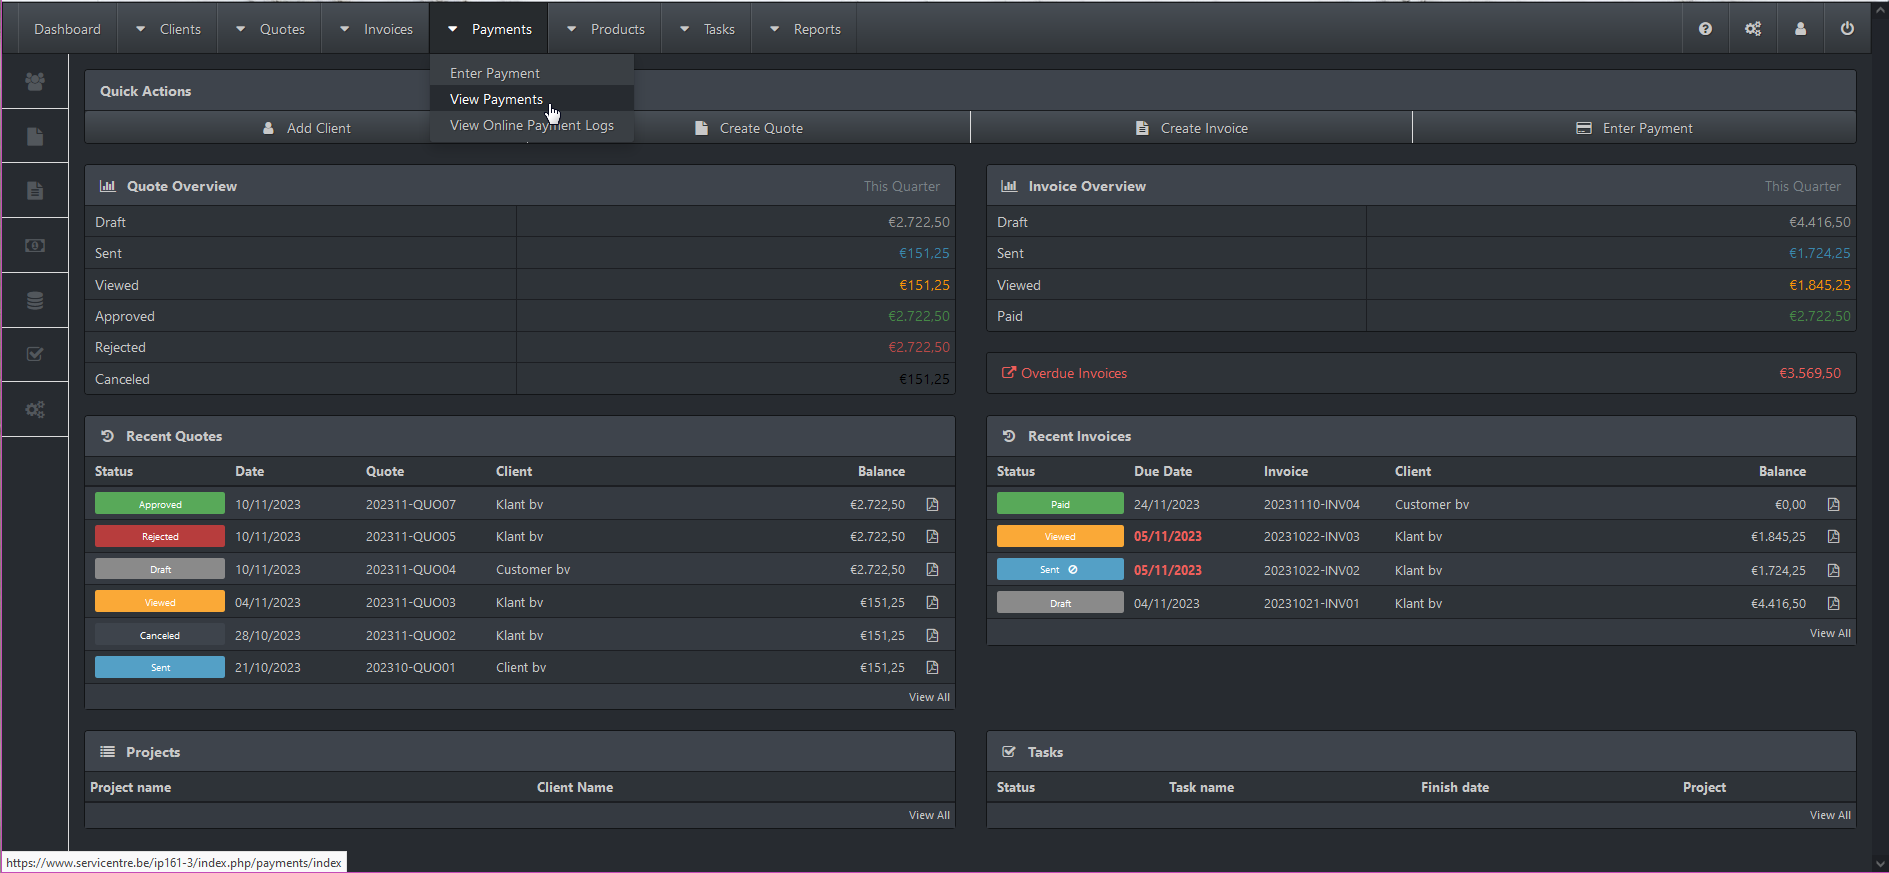 Dashboard Clients Quotes Invoices Payments Products Tasks Reports
Enter Payment
View Payments
View Online Payment Logs
Quick Actions
Add Client Create Quote Create Invoice Enter Payment
Quote Overview This Quarter
Draft €2.722,50
Sent €151,25
Viewed €151,25
Approved €2.722,50
Rejected €2.722,50
Canceled €151,25
Invoice Overview This Quarter
Draft €4.416,50
Sent €1.724,25
Viewed €1.845,25
Paid €2.722,50
Overdue Invoices €3.569,50
Recent Quotes
Status Date Quote Client Balance
Approved 10/11/2023 202311-QUO07 Klant bv €2.722,50
Rejected 10/11/2023 202311-QUO05 Klant bv €2.722,50
Draft 10/11/2023 202311-QUO04 Customer bv €2.722,50
Viewed 04/11/2023 202311-QUO03 Klant bv €151,25
Canceled 28/10/2023 202311-QUO02 Klant bv €151,25
Sent 21/10/2023 202310-QUO01 Client bv €151,25
View All
Recent Invoices
Status Due Date Invoice Client Balance
Paid 24/11/2023 20231110-INV04 Customer bv €0,00
Viewed 05/11/2023 20231022-INV03 Klant bv €1.845,25
Sent 05/11/2023 20231022-INV02 Klant bv €1.724,25
Draft 04/11/2023 20231021-INV01 Klant bv €4.416,50
View All
Projects
Project name Client Name
View All
Tasks
Status Task name Finish date Project
View All
https://www.servicentre.be/ip161-3/index.php/payments/index